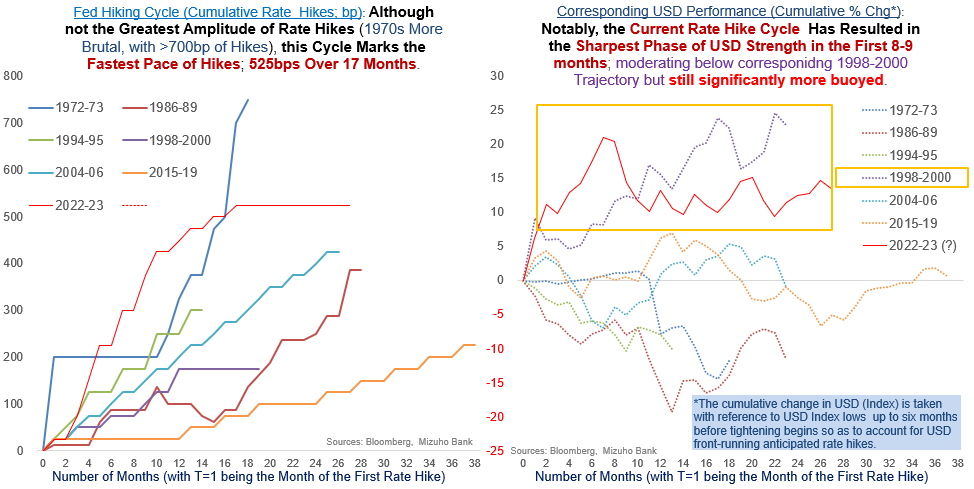 Fed Hiking Cycle (Cumulative Rate Hikes; bp): Although
not the Greatest Amplitude of Rate Hikes (1970s More
Brutal, with >700bp of Hikes), this Cycle Marks the
Fastest Pace of Hikes; 525bps Over 17 Months.
800
700
600
500
400
300
200
100
0
1972-73
1986-89
1994-95
1998-2000
2004-06
2015-19
2022-23
Sources: Bloomberg, Mizuho Bank
0 2 4 6 8 10 12 14 16 18 20 22 24 26 28 30 32 34 36 38
Number of Months (with T=1 being the Month of the First Rate Hike)
Corresponding USD Performance (Cumulative % Chg*):
Notably, the Current Rate Hike Cycle Has Resulted in
the Sharpest Phase of USD Strength in the First 8-9
months; moderating below corresponidng 1998-2000
Trajectory but still significantly more buoyed.
30
25
20
15
10
5
0
-5
-10
-15
-20
-25
1972-73
1986-89
1994-95
1998-2000
2004-06
2015-19
2022-23 (?)
*The cumulative change in USD (Index) is taken
with reference to USD Index lows up to six months
before tightening begins so as to account for USD
front-running anticipated rate hikes.
Sources: Bloomberg, Mizuho Bank
0 2 4 6 8 10 12 14 16 18 20 22 24 26 28 30 32 34 36 38
Number of Months (with T=1 being the Month of the First Rate Hike)